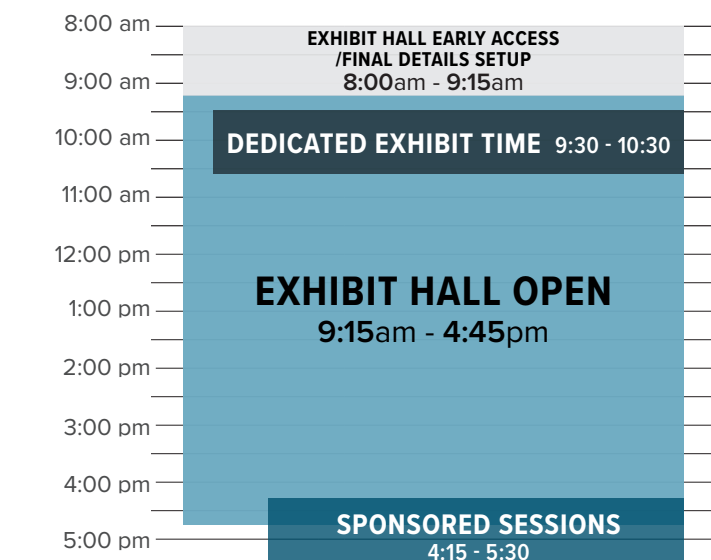 8:00 am
EXHIBIT HALL EARLY ACCESS
/FINAL DETAILS SETUP
8:00am - 9:15am
9:00 am
DEDICATED EXHIBIT TIME 9:30 - 10:30
10:00 am
11:00 am
12:00 pm
EXHIBIT HALL OPEN
9:15am - 4:45pm
1:00 pm
2:00 pm
3:00 pm
4:00 pm
SPONSORED SESSIONS
4:15 - 5:30
5:00 pm